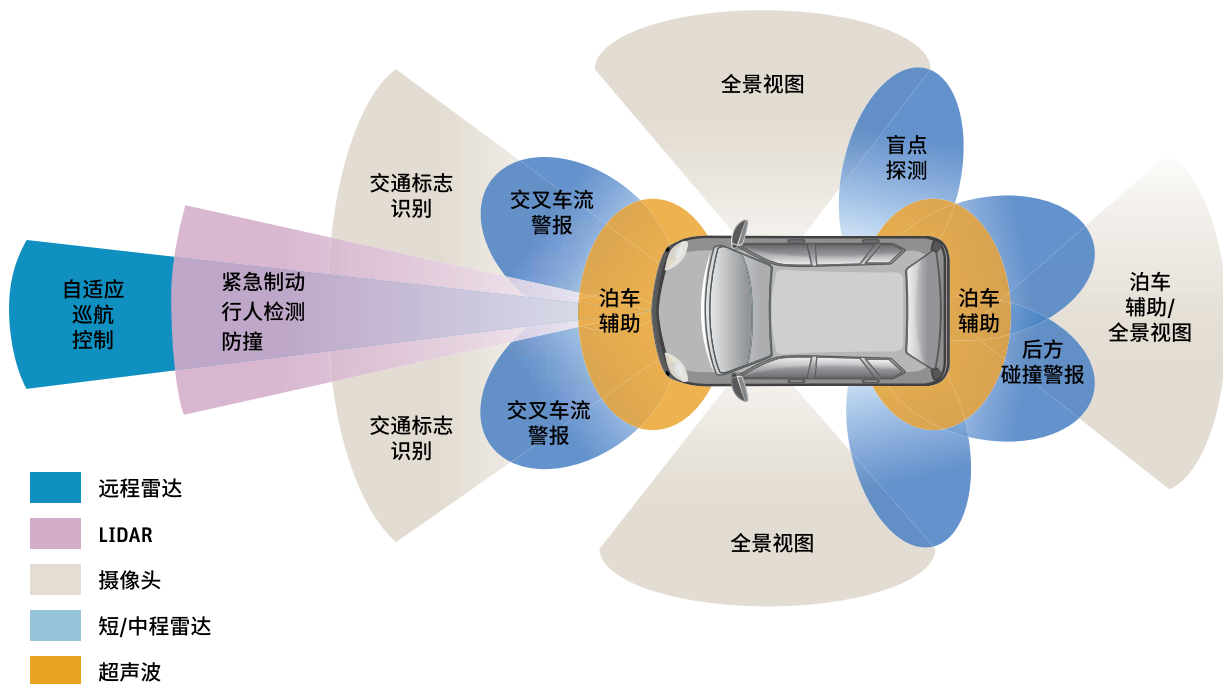 全景视图
盲点
探测
交通标志
识别
交叉车流
警报
自适应
巡航
控制
紧急制动
行人检测
防撞
泊车
辅助
泊车
辅助
泊车
辅助/
全景视图
后方
碰撞警报
交叉车流
警报
交通标志
识别
全景视图
远程雷达
LIDAR
摄像头
短/中程雷达
超声波